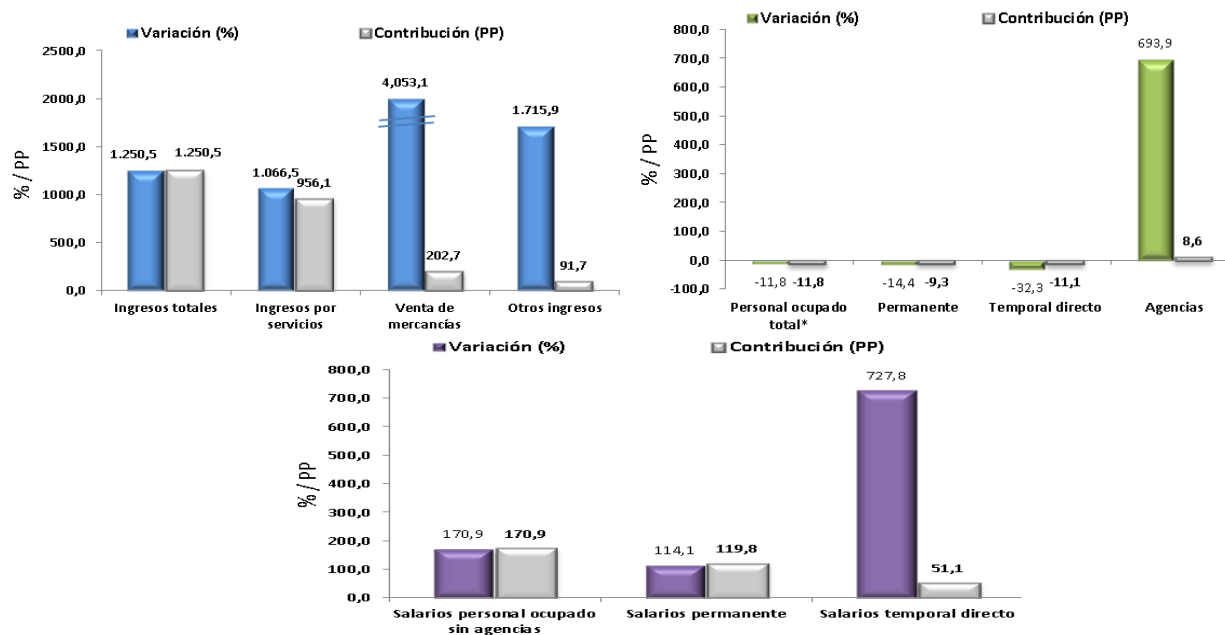 Variación (%) Contribución (PP)
2500,0
2000,0
1500,0
1000,0
500,0
0,0
% / PP
1.250,5 1.250,5
1.066,5 956,1
4,053,1 202,7
1.715,9 91,7
Ingresos totales
Ingresos por servicios
Venta de mercancías
Otros ingresos
Variación (%) Contribución (PP)
800,0
700,0
600,0
500,0
400,0
300,0
200,0
100,0
0,0
-100,0
% / PP
693,9
8,6
-11,8 -11,8
-14,4 -9,3
-32,3 -11,1
Personal ocupado total*
Permanente
Temporal directo
Agencias
Variación (%) Contribución (PP)
800,0
700,0
600,0
500,0
400,0
300,0
200,0
100,0
0,0
% / PP
170,9 170,9
114,1 119,8
727,8
51,1
Salarios personal ocupado sin agencias
Salarios permanente
Salarios temporal directo